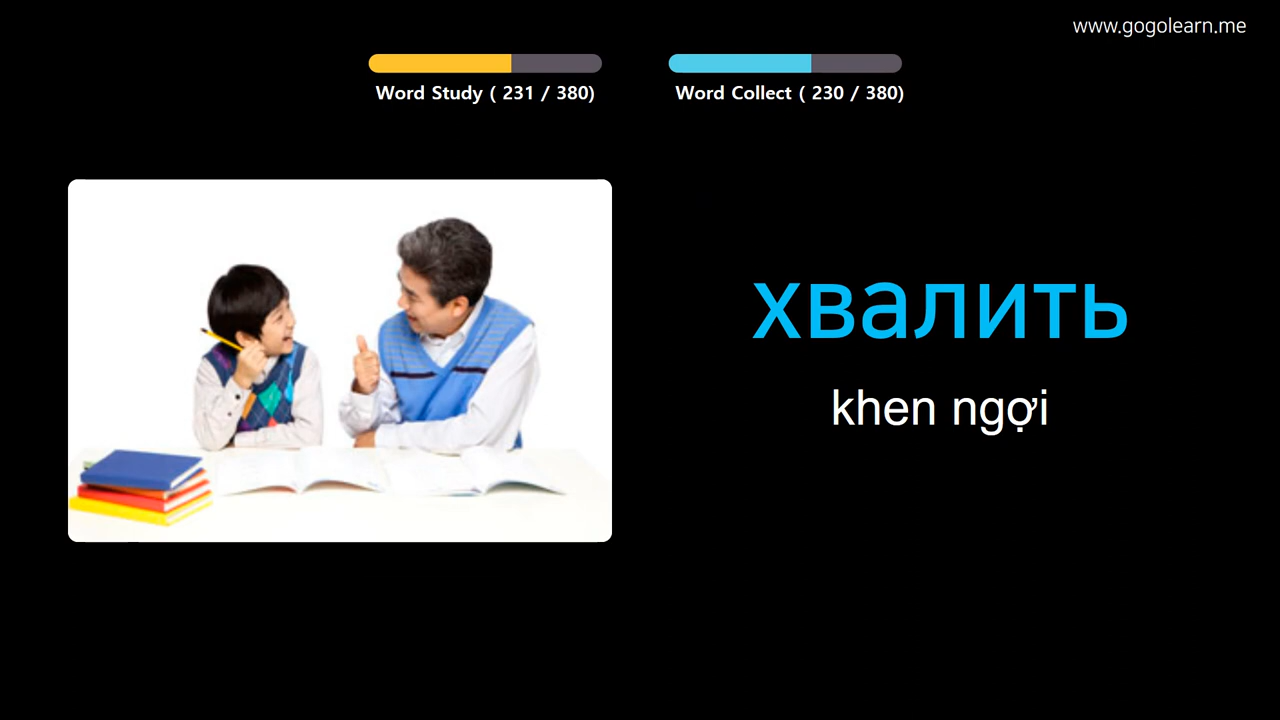 www.gogolearn.me
Word Study ( 231 / 380)
Word Collect ( 230 / 380)
хвалить
khen ngợi